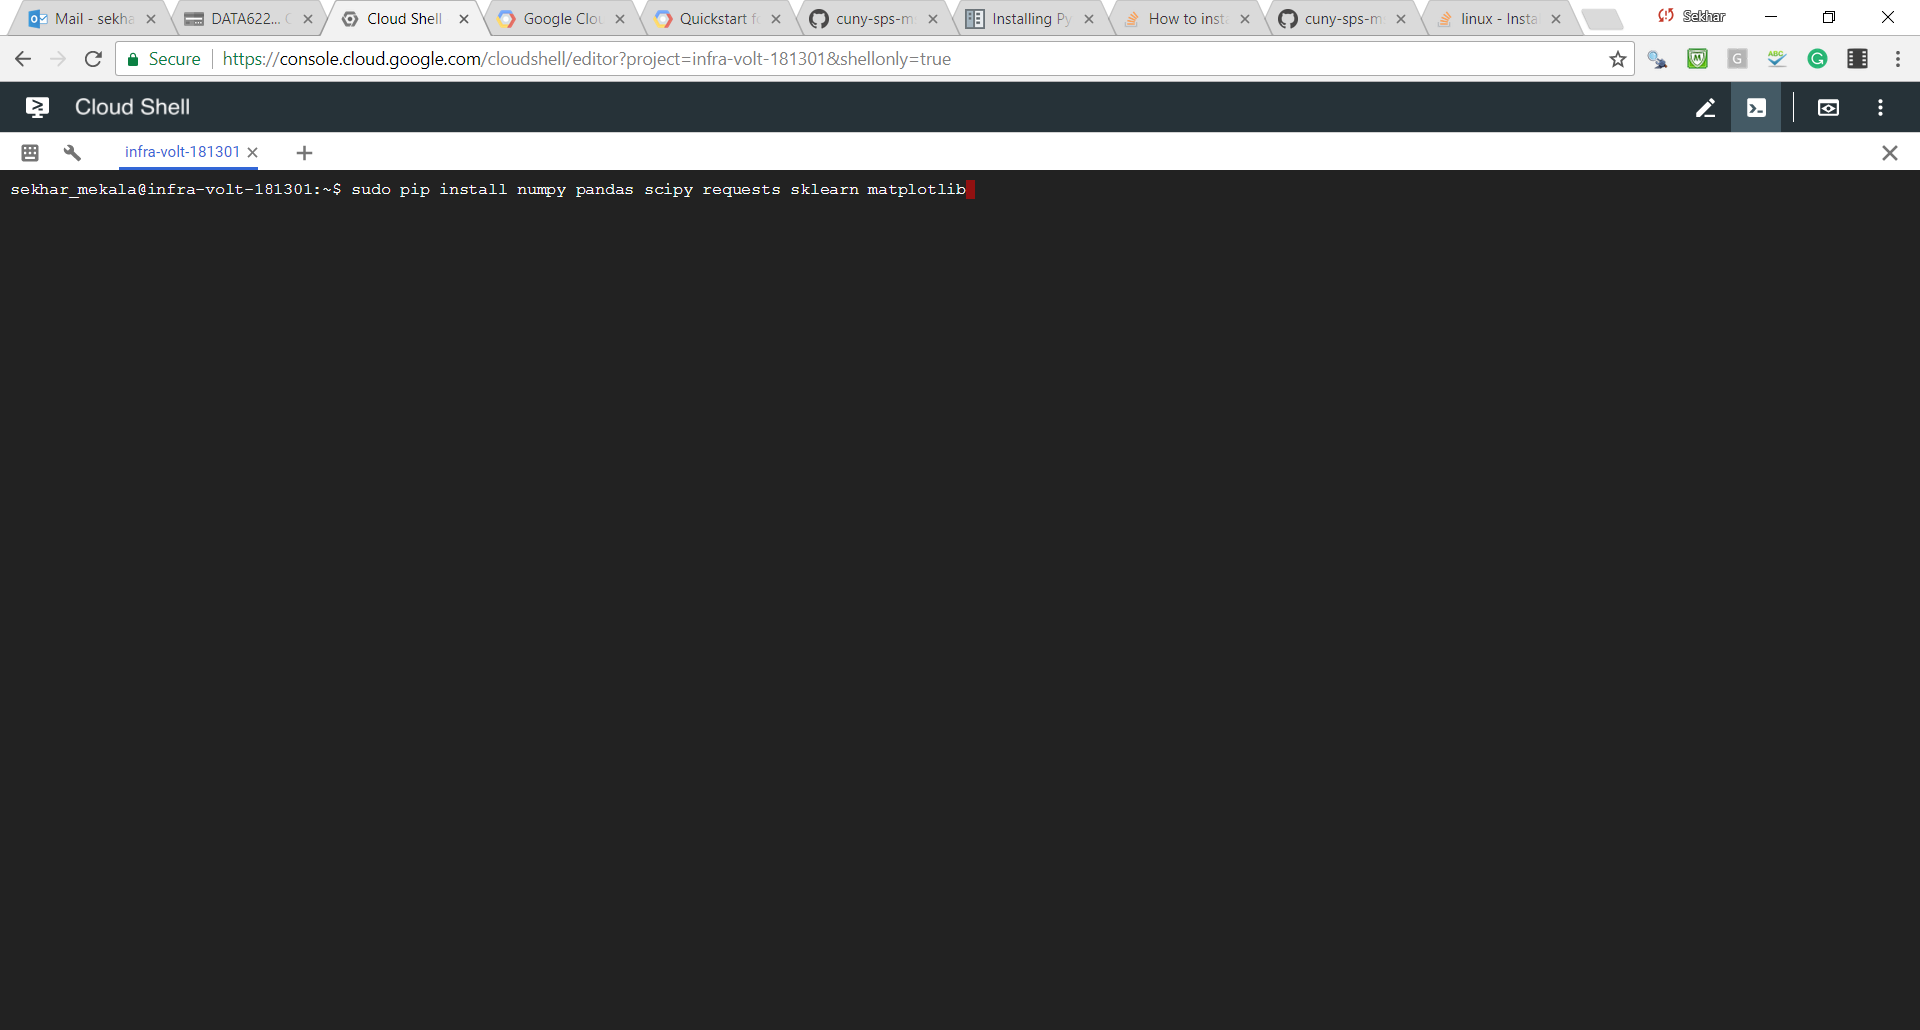 Mail - sekha
DATA622... C
Cloud Shell
Google Clou
Quickstart fo
cuny-sps-m
Installing Py
How to insta
cuny-sps-m
linux - Insta
Sekhar
Secure
https://console.cloud.google.com/cloudshell/editor?project=infra-volt-181301&shellonly=true
G
ABC
G
Cloud Shell
infra-volt-181301
sekhar_mekala@infra-volt-181301:~$ sudo pip install numpy pandas scipy requests sklearn matplotlib